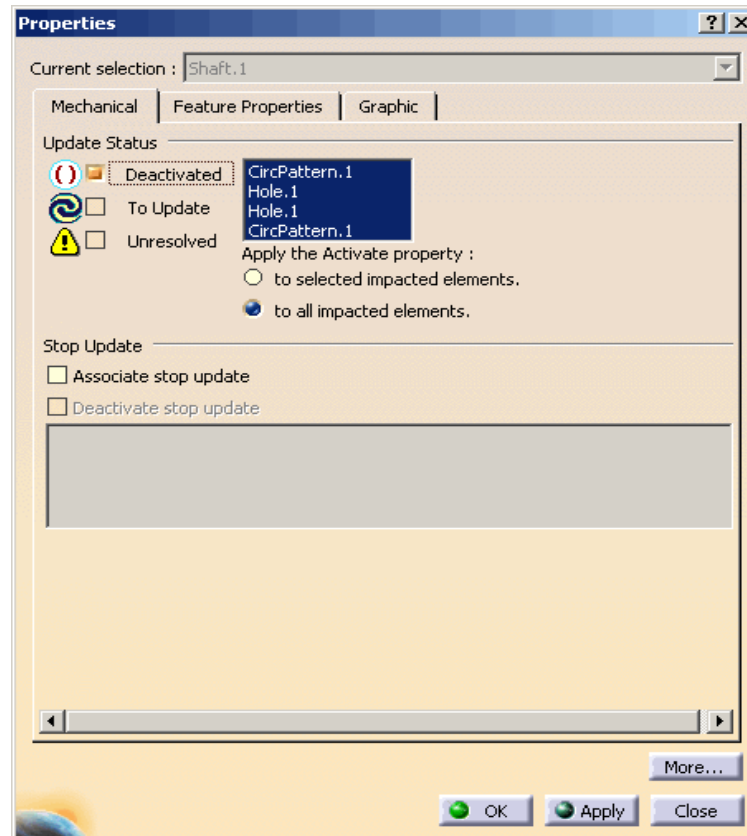 Properties
Current selection : Shaft.1
Mechanical Feature Properties Graphic
Update Status
Deactivated
To Update
Unresolved
CircPattern.1
Hole.1
Hole.1
CircPattern.1
Apply the Activate property :
to selected impacted elements.
to all impacted elements.
Stop Update
Associate stop update
Deactivate stop update
More...
OK Apply Close